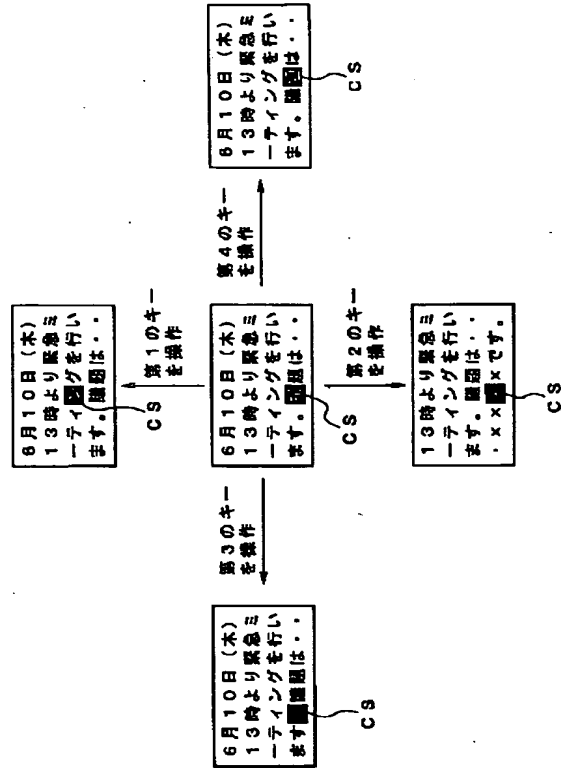 6月10日(木)
13時より緊急ミ
ーティングを行い
ます。議題は・・
CS
第1のキー
を操作
6月10日(木)
13時より緊急ミ
ーティングを行い
ます 議題は・・
CS
第3のキー
を操作
6月10日(木)
13時より緊急ミ
ーティングを行い
ます。議題は・・
CS
第4のキー
を操作
6月10日(木)
13時より緊急ミ
ーティングを行い
ます。議題は・・
CS
第2のキー
を操作
13時より緊急ミ
ーティングを行い
ます。議題は・・
・×××× です。
CS